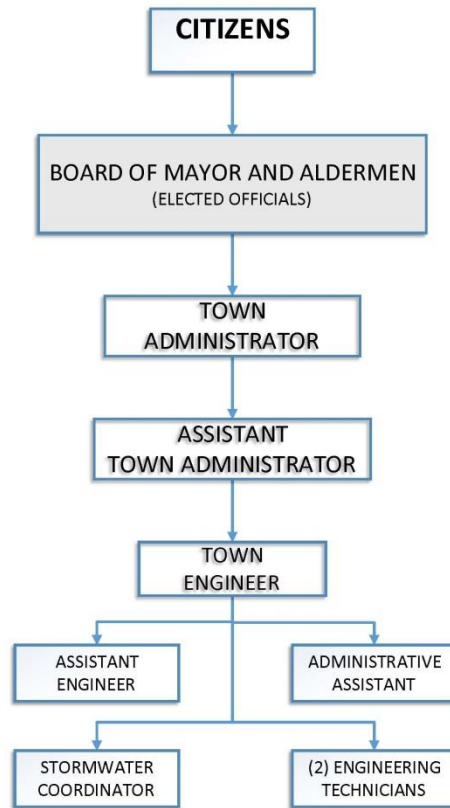 CITIZENS
BOARD OF MAYOR AND ALDERMEN
(ELECTED OFFICIALS)
TOWN
ADMINISTRATOR
ASSISTANT
TOWN ADMINISTRATOR
TOWN
ENGINEER
ASSISTANT
ENGINEER
ADMINISTRATIVE
ASSISTANT
STORMWATER
COORDINATOR
(2) ENGINEERING
TECHNICIANS